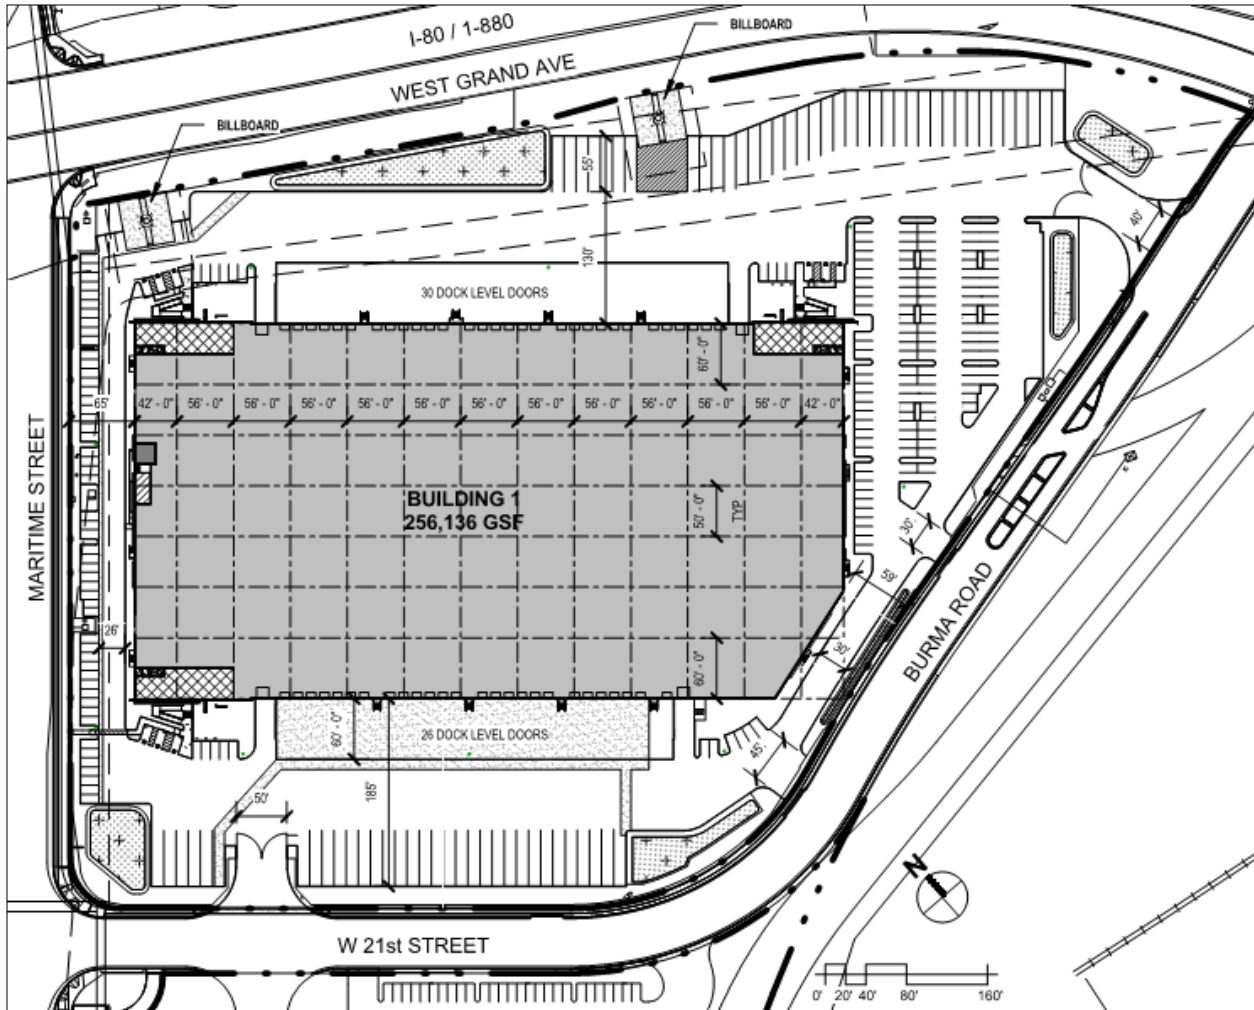 I-80 / 1-880
BILLBOARD
WEST GRAND AVE
BILLBOARD
55'
40'
130'
30 DOCK LEVEL DOORS
60' - 0"
65'
42' - 0"
56' - 0"
56' - 0"
56' - 0"
56' - 0"
56' - 0"
56' - 0"
56' - 0"
56' - 0"
56' - 0"
56' - 0"
56' - 0"
42' - 0"
MARITIME STREET
BUILDING 1
256,136 GSF
50' - 0"
TYP
30'
59'
BURMA ROAD
26'
30'
60' - 0"
60' - 0"
26 DOCK LEVEL DOORS
45'
185'
50'
N
W 21st STREET
0' 20' 40' 80' 160'